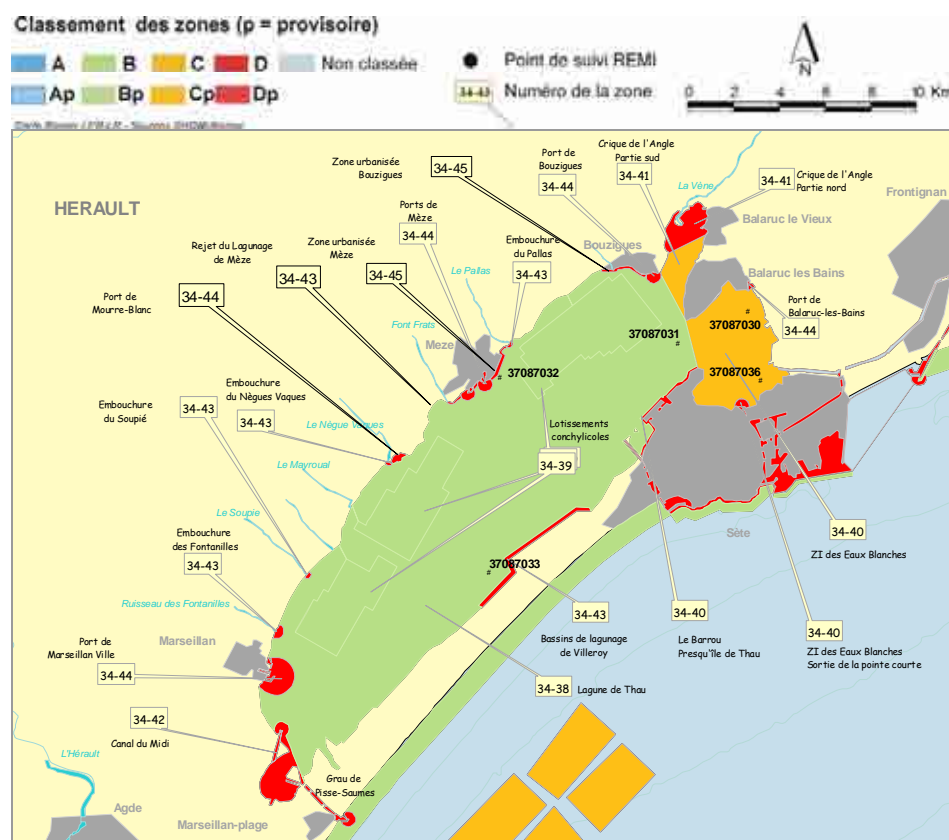 Classement des zones (p = provisoire)
A B C D Non classée
Ap Bp Cp Dp
Point de suivi REMI
34-43 Numéro de la zone
N
0 2 4 6 8 10 Km
HERAULT
Zone urbanisée
Bouzigues
34-45
Port de
Bouzigues
34-44
Crique de l'Angle
Partie sud
34-41
La Vène
34-41
Crique de l'Angle
Partie nord
Frontignan
Balaruc le Vieux
Bouzigues
Balaruc les Bains
Ports de
Mèze
34-44
Embouchure
du Pallas
34-43
Rejet du Lagunage
de Mèze
34-43
Zone urbanisée
Mèze
34-45
Le Pallas
Port de
Mourre-Blanc
34-44
Port de
Balaruc-les-Bains
34-44
37087030
#
37087031
#
37087036
#
37087032
#
Font Frats
Meze
Embouchure
du Nègues Vaques
34-43
Embouchure
du Soupié
34-43
Le Nègue Vaques
Lotissements
conchylicoles
34-39
Le Mayroual
Le Soupie
Embouchure
des Fontanilles
34-43
Sète
34-40
ZI des Eaux Blanches
37087033
#
Ruisseau des Fontanilles
34-43
Bassins de lagunage
de Villeroy
34-40
Le Barrou
Presqu'île de Thau
34-40
ZI des Eaux Blanches
Sortie de la pointe courte
Port de
Marseillan Ville
34-44
Marseillan
34-38 Lagune de Thau
34-42
Canal du Midi
L'Hérault
Grau de
Pisse-Saumes
Agde
Marseillan-plage